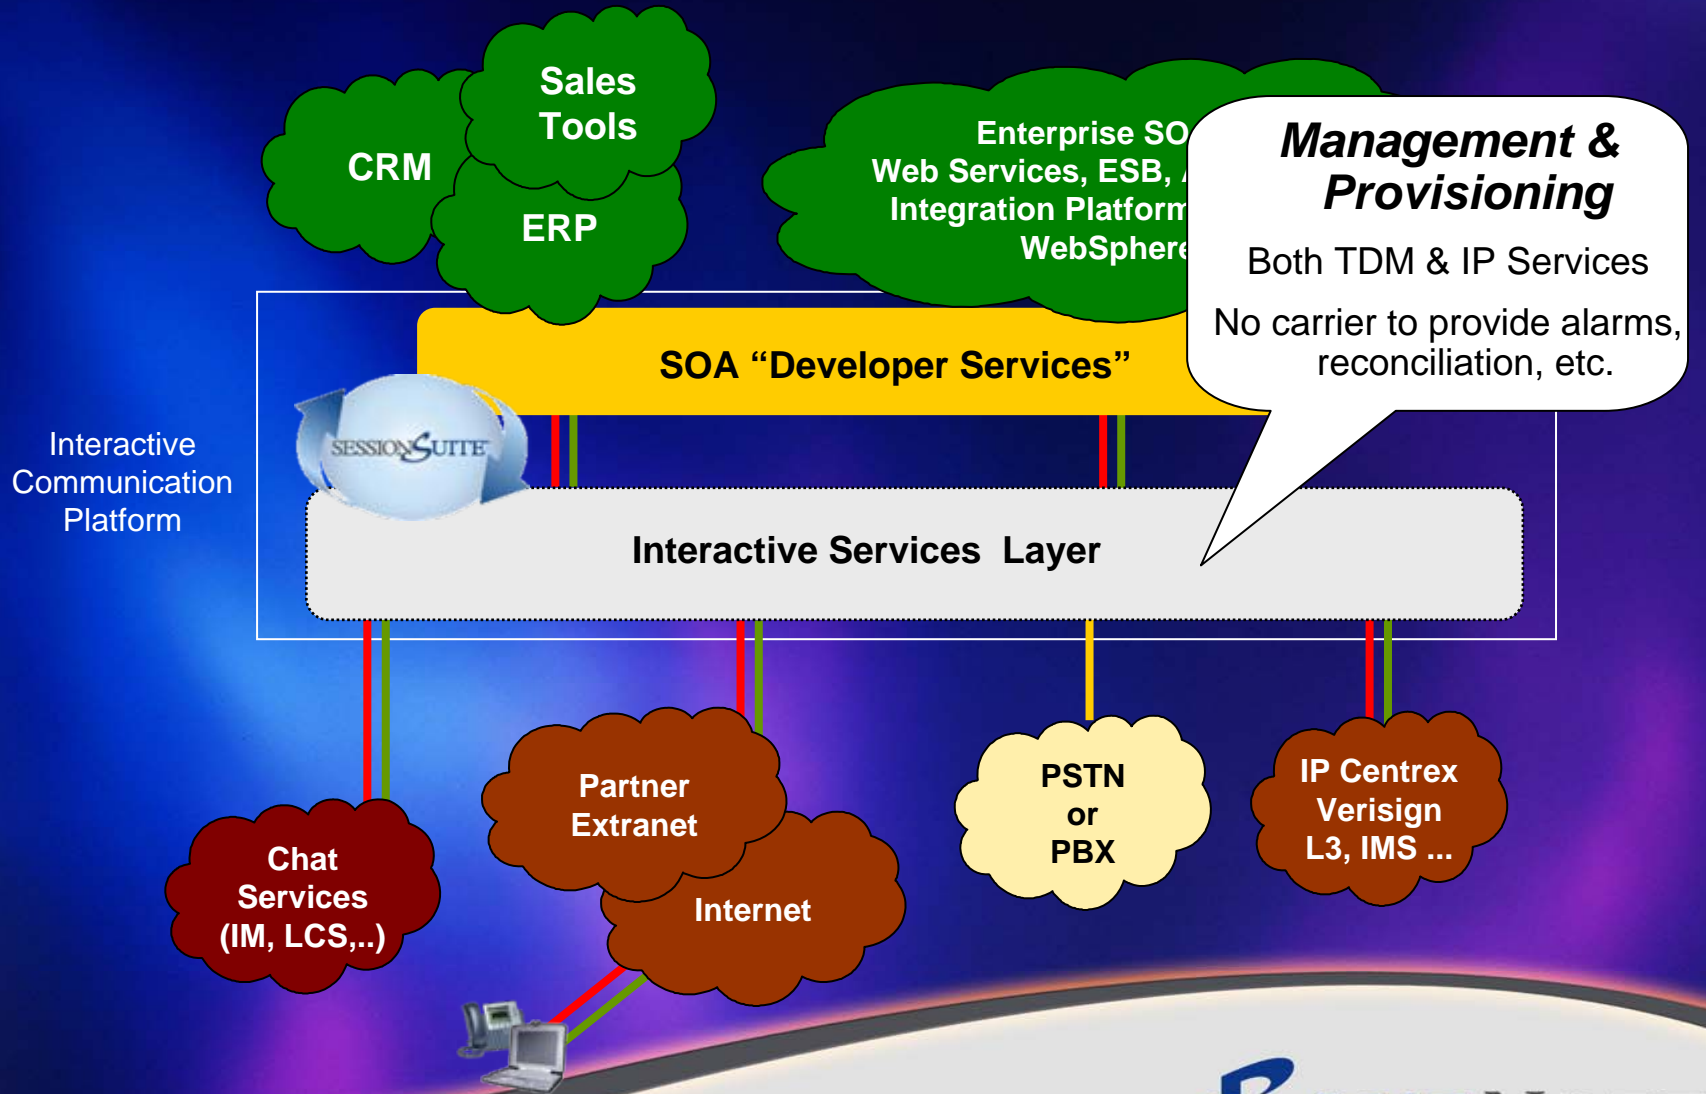 Sales
Tools
CRM
ERP
Enterprise
Web Services, ESB,
Integration
WebSphere
Management &
Provisioning
Both TDM & IP Services
No carrier to provide alarms,
reconciliation, etc.
SOA “Developer Services”
SESSIONSUITE
Interactive
Communication
Platform
Interactive Services Layer
Partner
Extranet
Internet
PSTN
or
PBX
IP Centrex
Verisign
L3, IMS ...
Chat
Services
(IM, LCS,..)